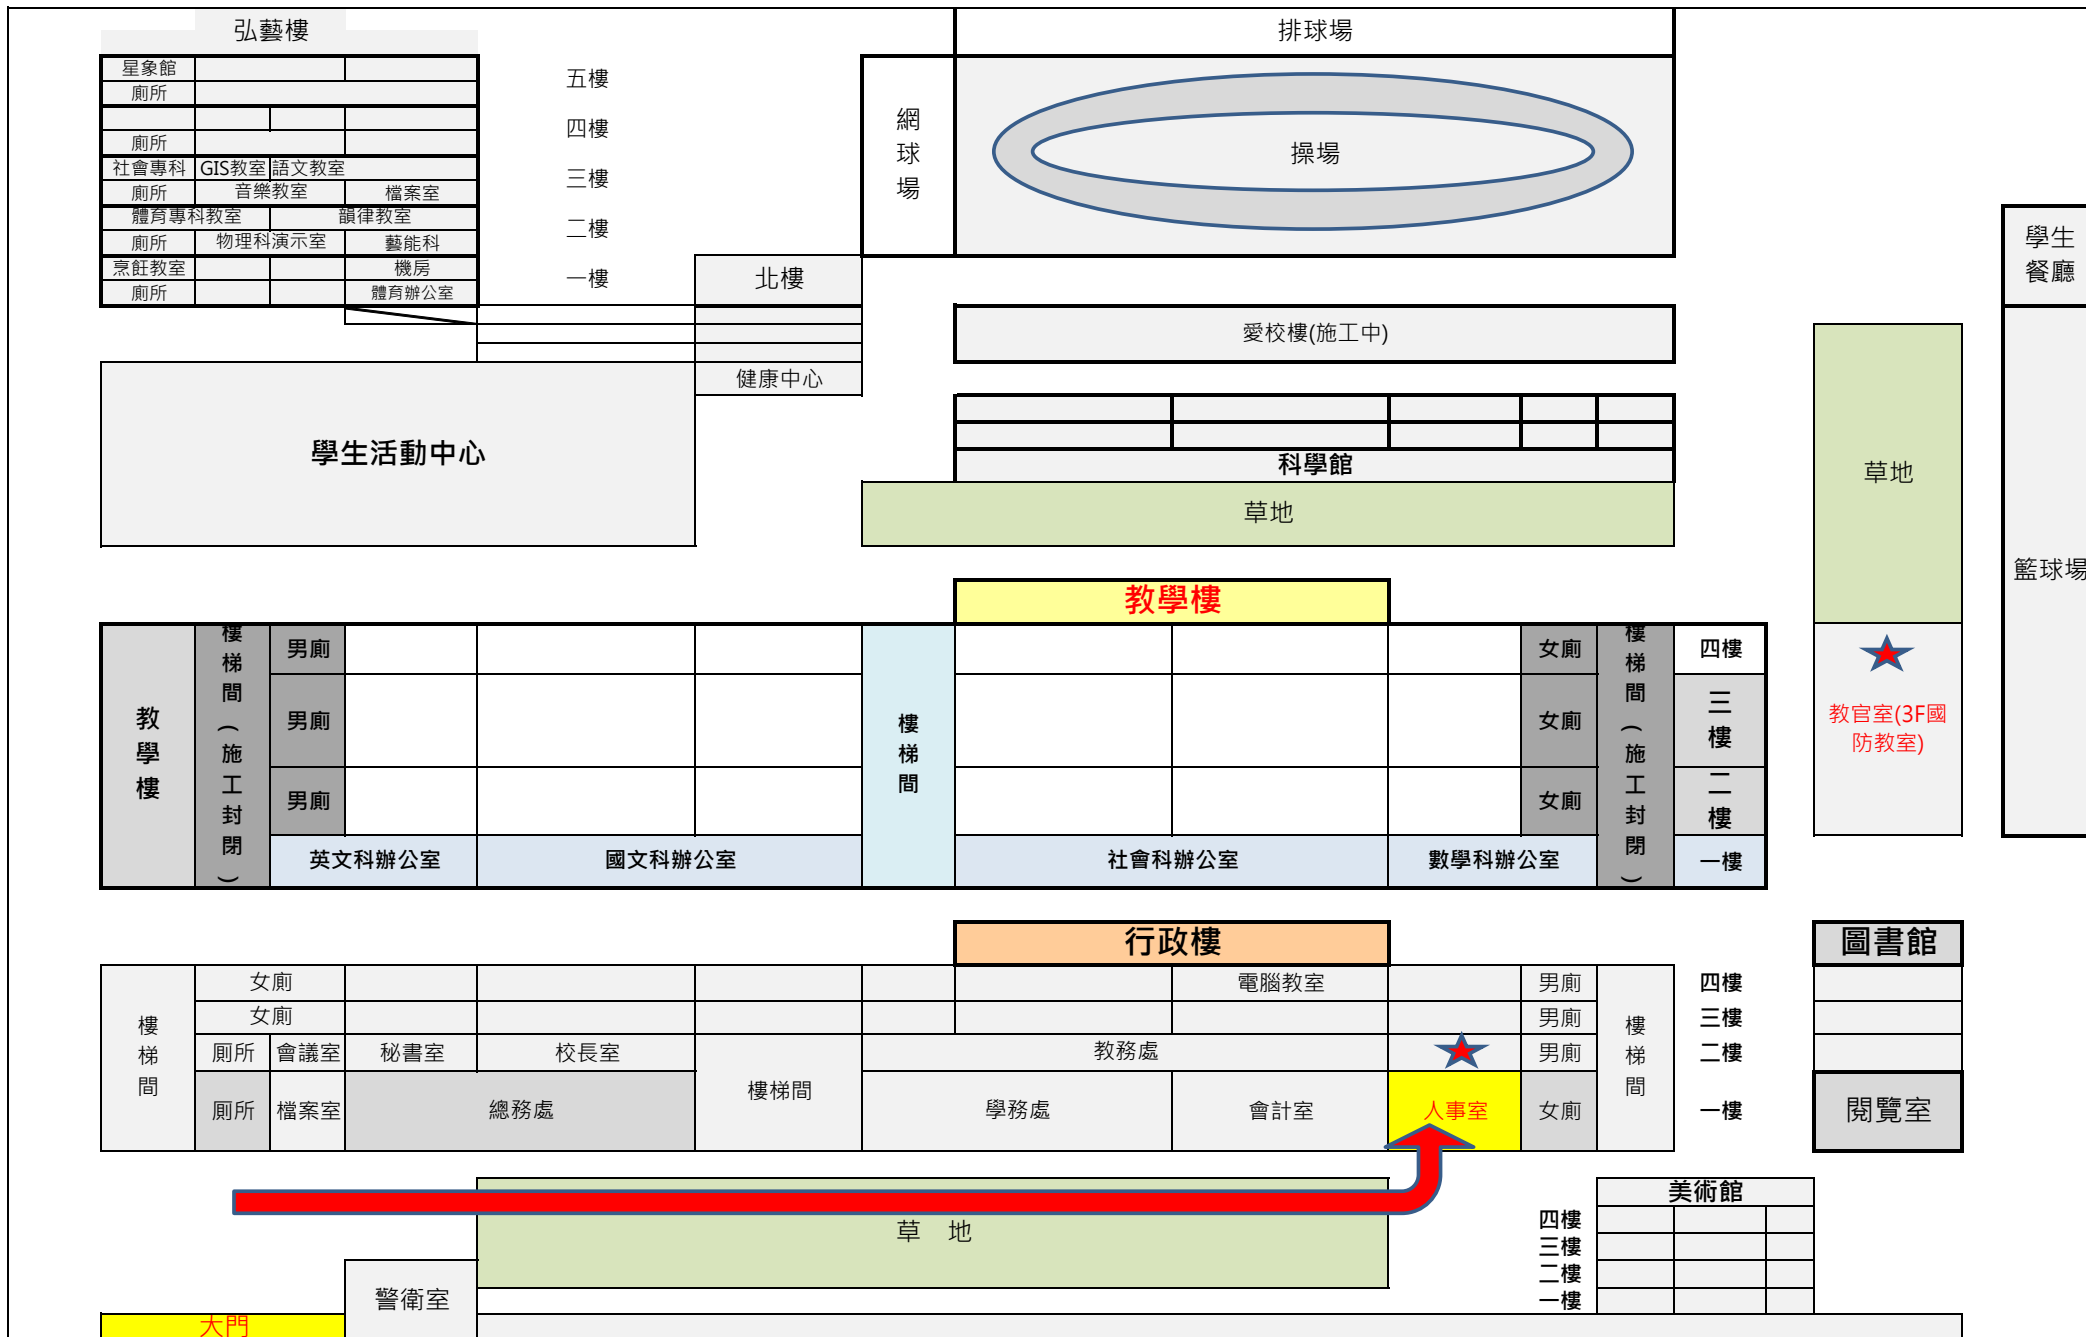 弘藝樓
排球場
星象館
廁所
五樓
四樓
廁所
社會專科 GIS教室 語文教室
三樓
廁所 音樂教室 檔案室
體育專科教室 韻律教室
二樓
廁所 物理科演示室 藝能科
烹飪教室 機房
一樓
廁所 體育辦公室
網球場
操場
學生
餐廳
北樓
愛校樓(施工中)
健康中心
學生活動中心
科學館
草地
草地
籃球場
教學樓
教學樓
樓梯間(施工封閉)
男廁
男廁
男廁
樓梯間
女廁
女廁
女廁
樓梯間(施工封閉)
四樓
三樓
二樓
教官室(3F國
防教室)
英文科辦公室 國文科辦公室 社會科辦公室 數學科辦公室 一樓
行政樓
圖書館
樓梯間
女廁 電腦教室 男廁 四樓
女廁 男廁 三樓
廁所 會議室 秘書室 校長室 教務處 男廁 二樓
樓梯間
樓梯間
廁所 檔案室 總務處 學務處 會計室 人事室 女廁 一樓
閱覽室
美術館
草 地
四樓
三樓
二樓
一樓
警衛室
大門